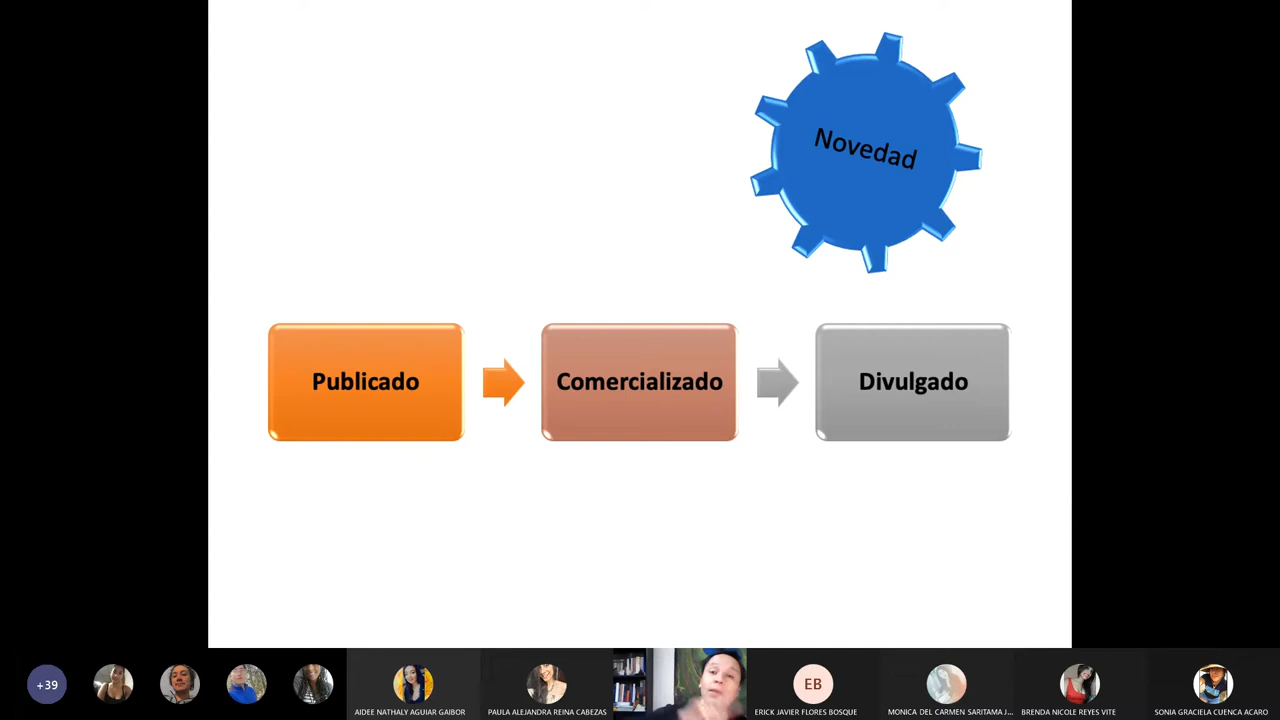 Novedad
Publicado
Comercializado
Divulgado
+39
AIDEE NATHALY AGUIAR GAIBOR
PAULA ALEJANDRA REINA CABEZAS
EB
ERICK JAVIER FLORES BOSQUE
MONICA DEL CARMEN SARITAMA J...
BRENDA NICOLE REYES VITE
SONIA GRACIELA CUENCA ACARO